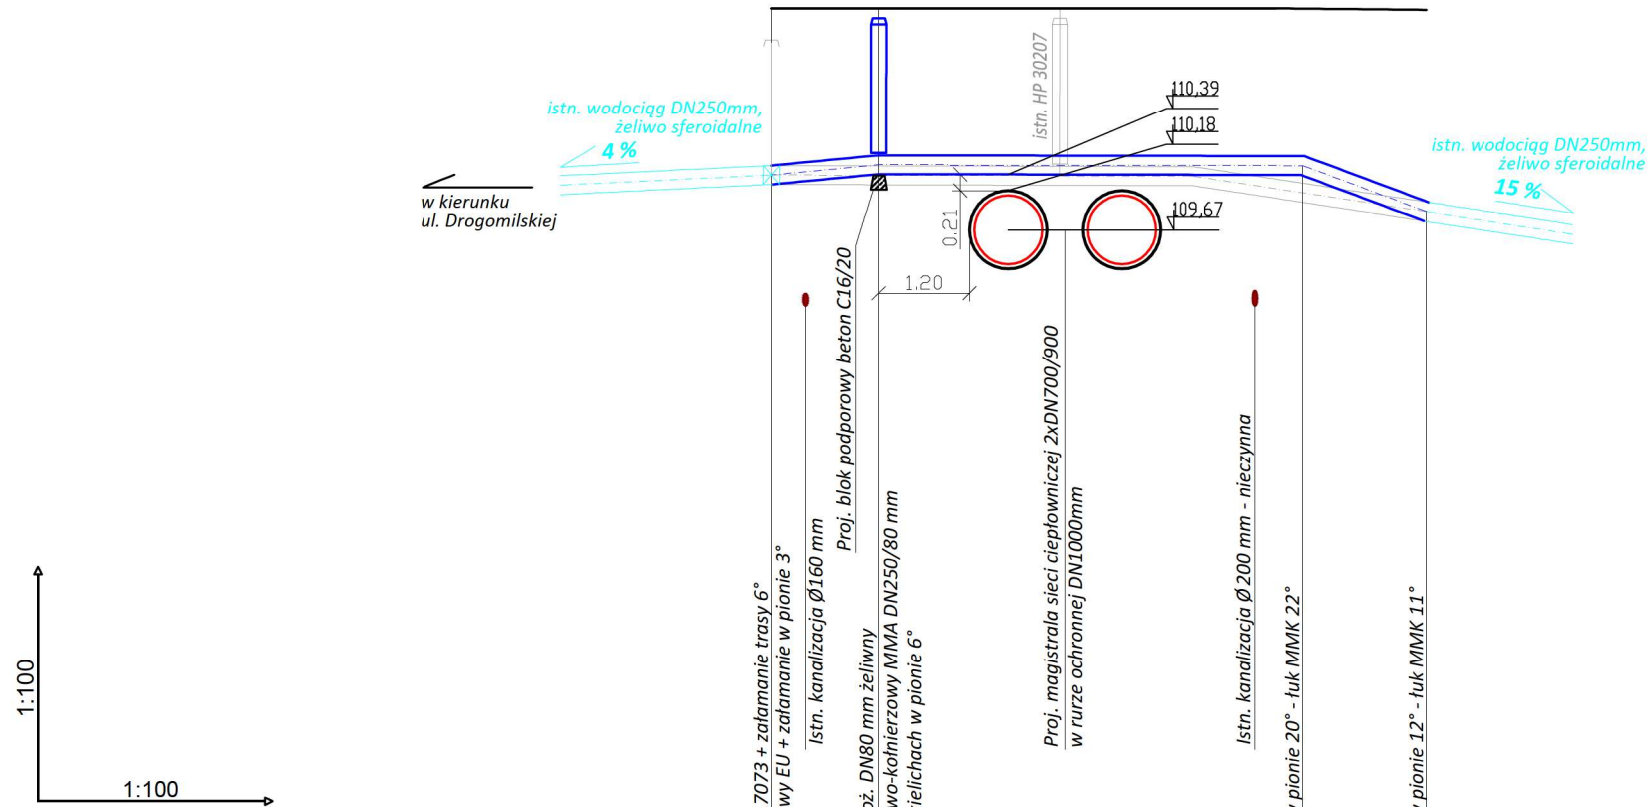 istn. HP 30207
110,39
110,18
istn. wodociąg DN250mm,
żeliwo sferoidalne
4 %
istn. wodociąg DN250mm,
żeliwo sferoidalne
15 %
w kierunku
ul. Drogomilskiej
109,67
0.21
1.20
7073 + załamanie trasy 6°
wy EU + załamanie w pionie 3°
Istn. kanalizacja Ø160 mm
Proj. blok podporowy beton C16/20
oż. DN80 mm żeliwny
wo-kołnierzowy MMA DN250/80 mm
ielichach w pionie 6°
Proj. magistrala sieci ciepłowniczej 2xDN700/900
w rurze ochronnej DN1000mm
Istn. kanalizacja Ø 200 mm - nieczynna
pionie 20° - łuk MMK 22°
pionie 12° - łuk MMK 11°
1:100
1:100